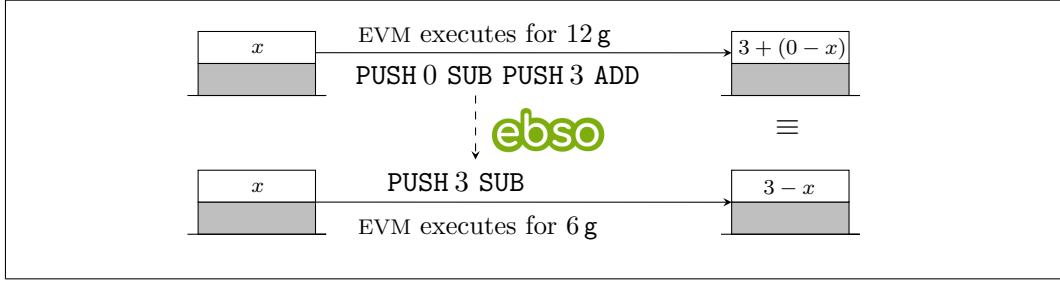 EVM executes for 12 g
x
3 + (0 − x)
PUSH 0 SUB PUSH 3 ADD
ebso
≡
PUSH 3 SUB
x
3 − x
EVM executes for 6 g